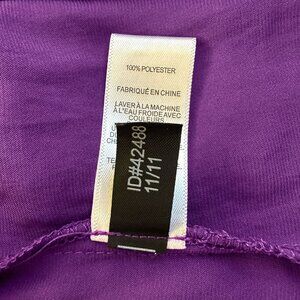 100% POLYESTER
FABRIQUÉ EN CHINE
LAVER À LA MACHINE
À L'EAU FROIDE AVEC
COULEURS
ID#42488
11/11